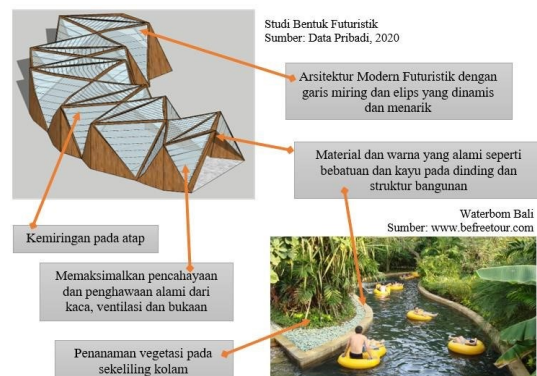 Studi Bentuk Futuristik
Sumber: Data Pribadi, 2020
Arsitektur Modern Futuristik dengan
garis miring dan elips yang dinamis
dan menarik
Material dan warna yang alami seperti
bebatuan dan kayu pada dinding dan
struktur bangunan
Waterbom Bali
Sumber: www.befreetour.com
Kemiringan pada atap
Memaksimalkan pencahayaan
dan penghawaan alami dari
kaca, ventilasi dan bukaan
Penanaman vegetasi pada
sekeliling kolam